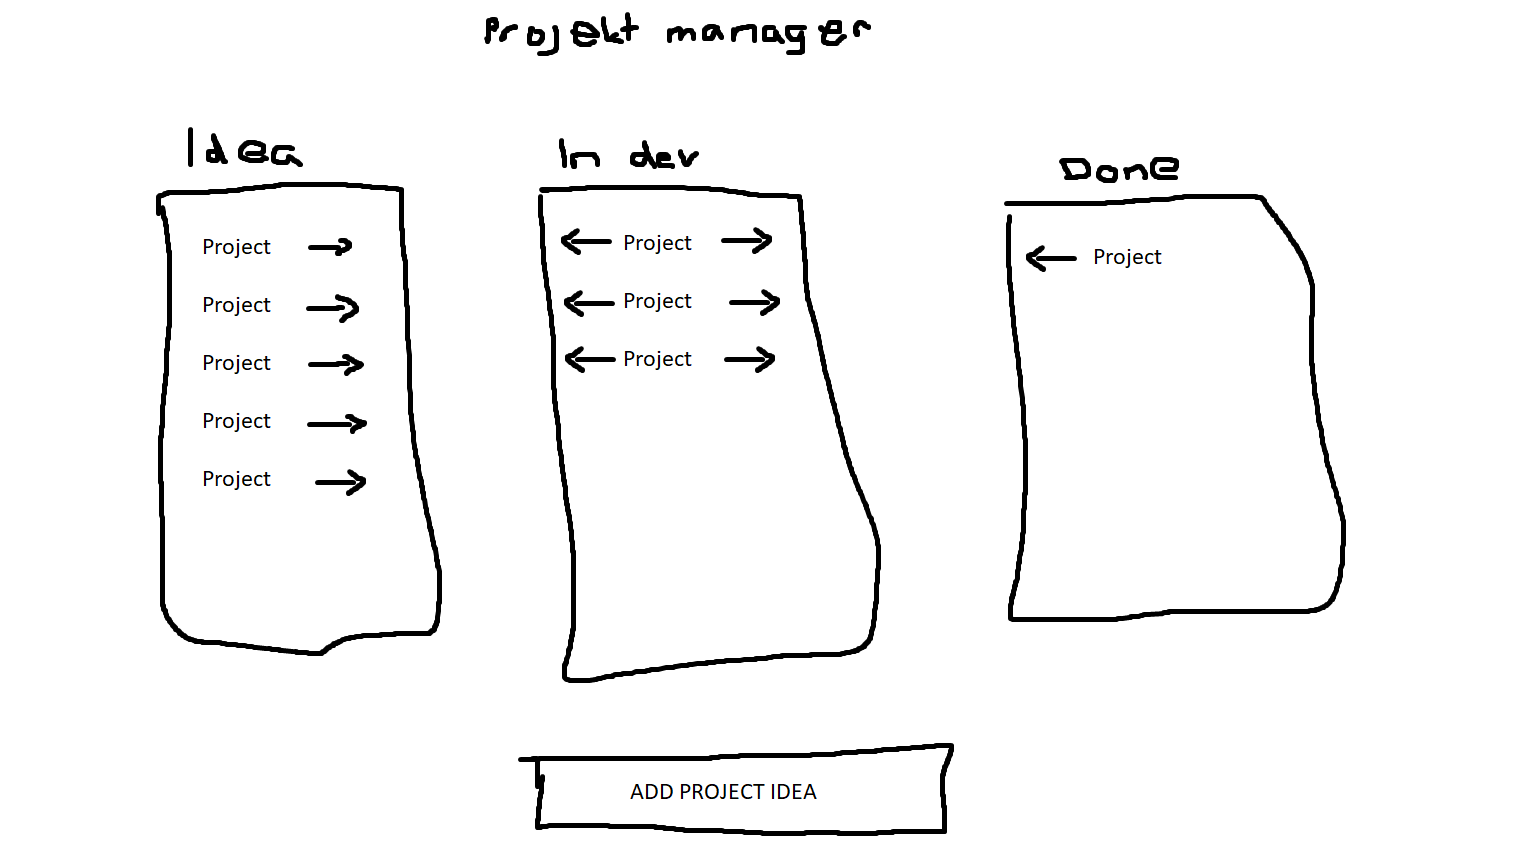 Projekt manager
Idea
Project
Project
Project
Project
Project
In dev
Project
Project
Project
Done
Project
ADD PROJECT IDEA